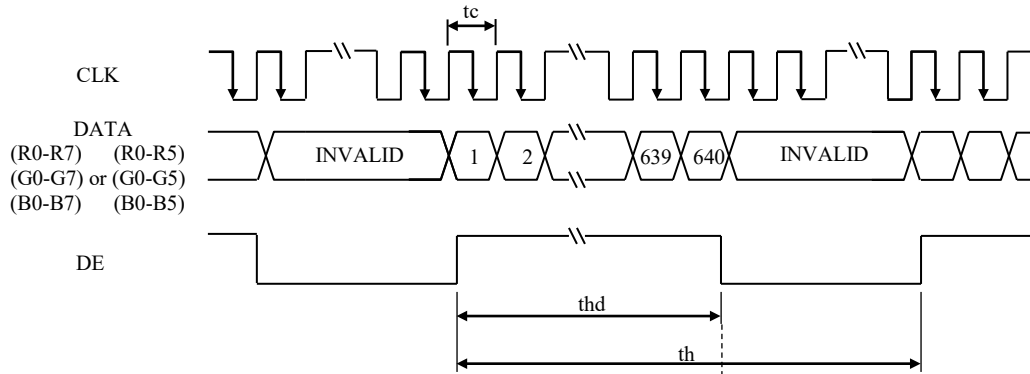 tc
CLK
DATA
(R0-R7) (R0-R5)
(G0-G7) or (G0-G5)
(B0-B7) (B0-B5)
INVALID 1 2 639 640 INVALID
DE
thd
th